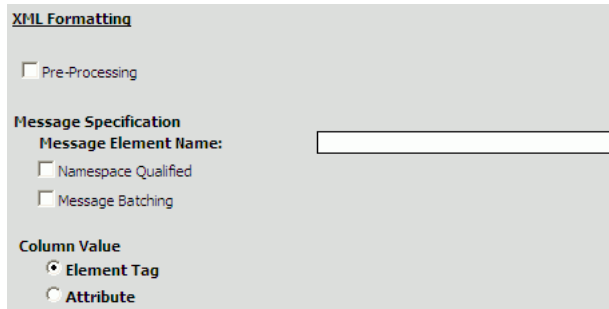 XML Formatting
Pre-Processing
Message Specification
Message Element Name:
Namespace Qualified
Message Batching
Column Value
Element Tag
Attribute